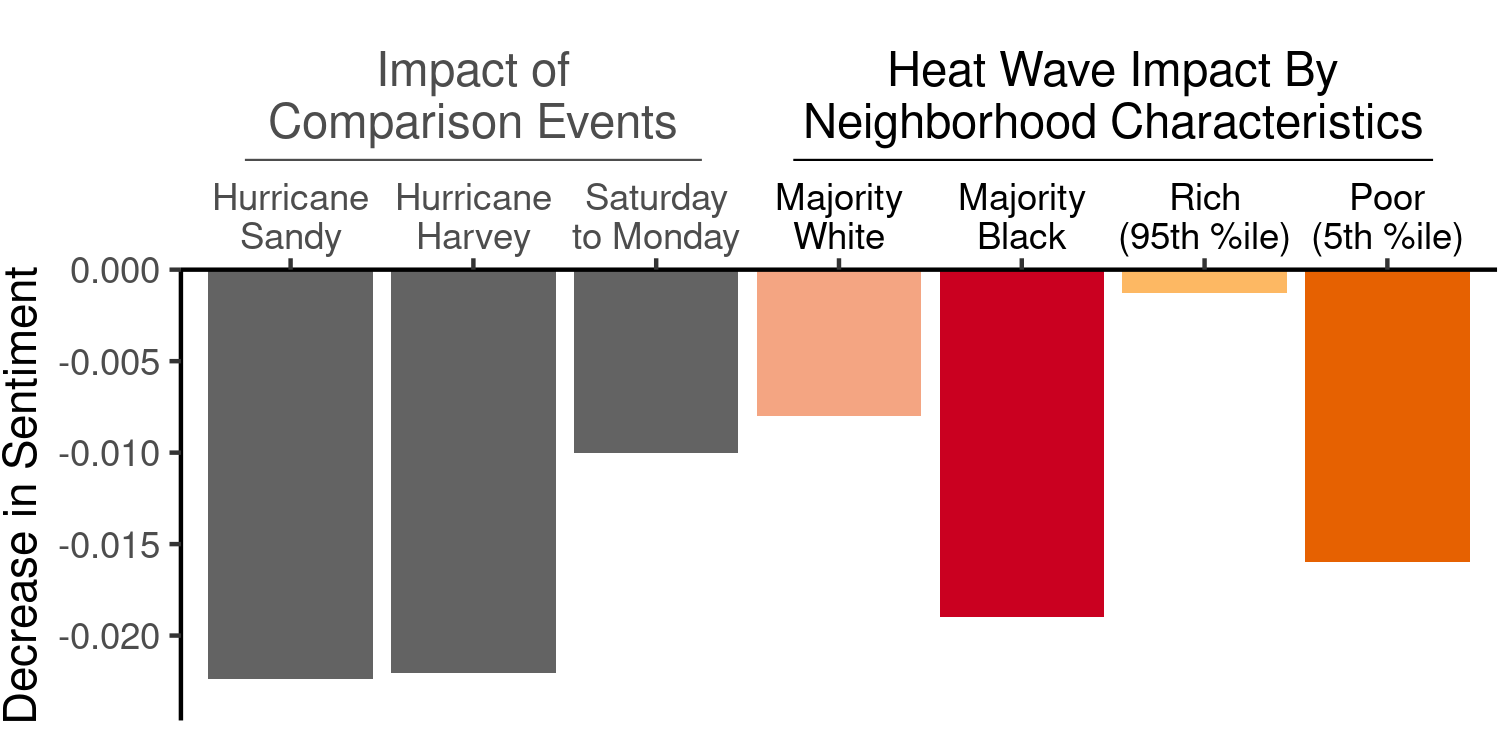 Impact of
Comparison Events
Heat Wave Impact By
Neighborhood Characteristics
Hurricane
Sandy
Hurricane
Harvey
Saturday
to Monday
Majority
White
Majority
Black
Rich
(95th %ile)
Poor
(5th %ile)
Decrease in Sentiment
0.000
-0.005
-0.010
-0.015
-0.020